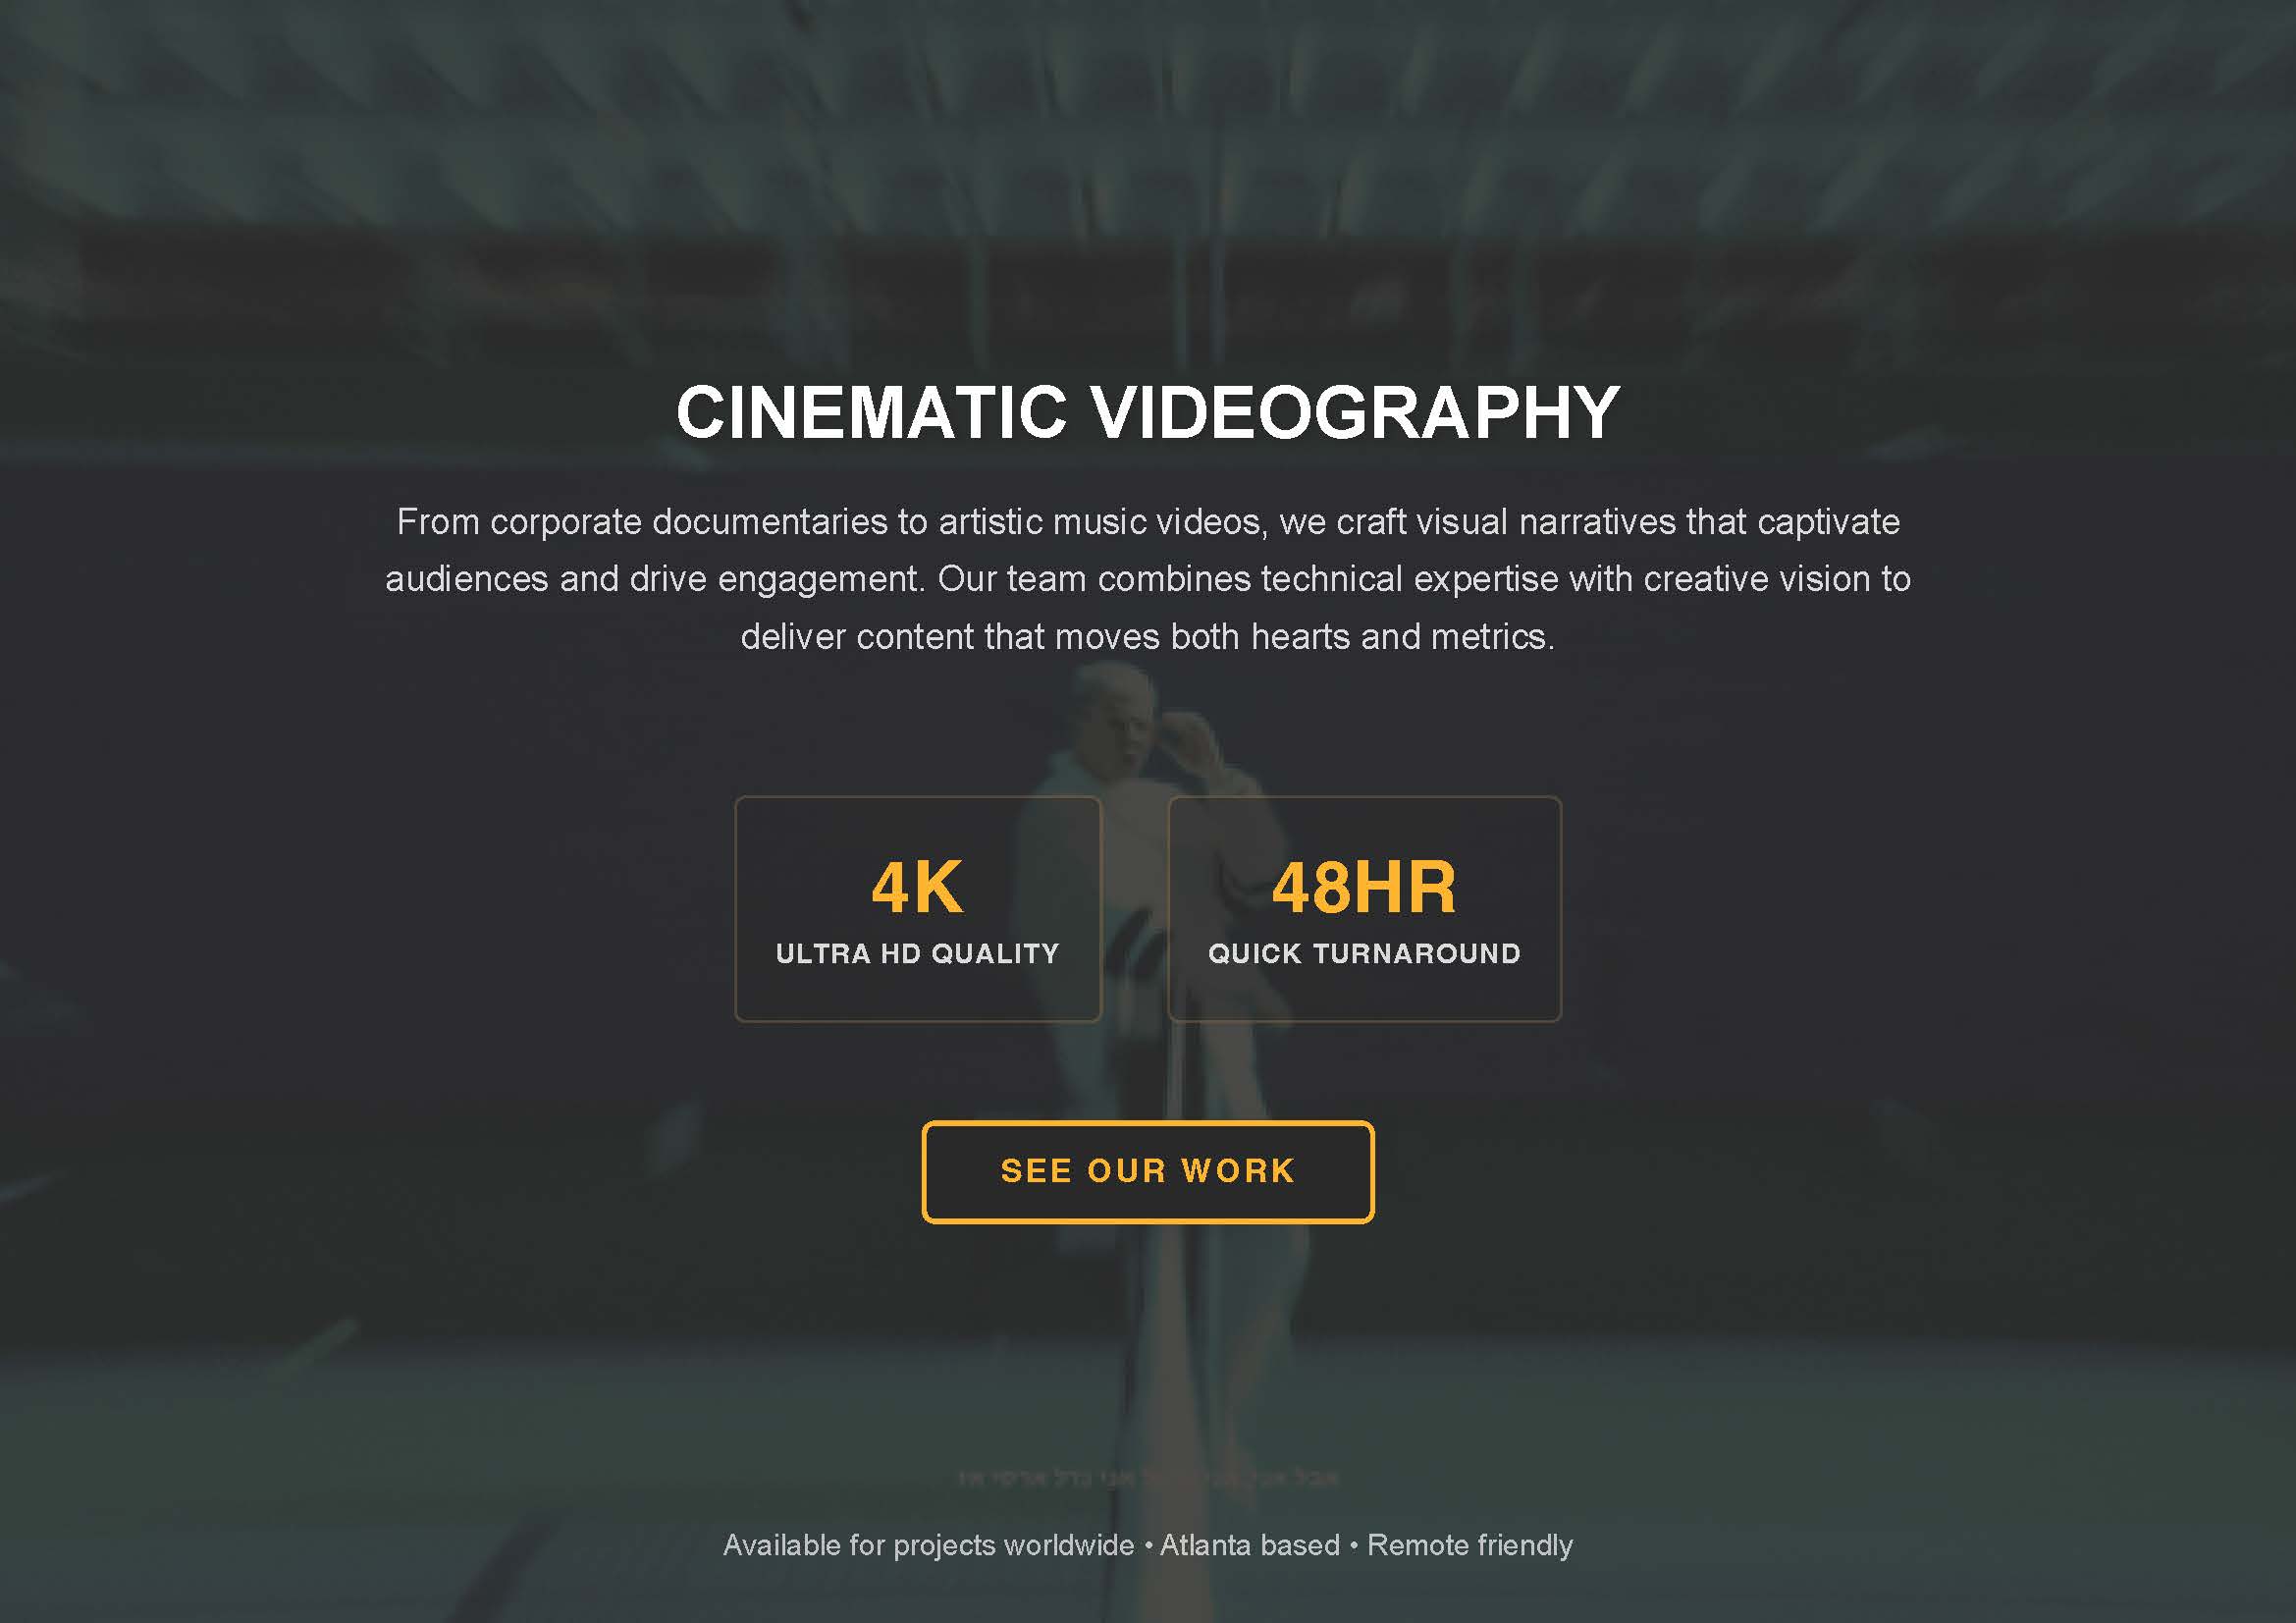 CINEMATIC VIDEOGRAPHY
From corporate documentaries to artistic music videos, we craft visual narratives that captivate
audiences and drive engagement. Our team combines technical expertise with creative vision to
deliver content that moves both hearts and metrics.
4K
ULTRA HD QUALITY
48HR
QUICK TURNAROUND
SEE OUR WORK
Available for projects worldwide • Atlanta based • Remote friendly